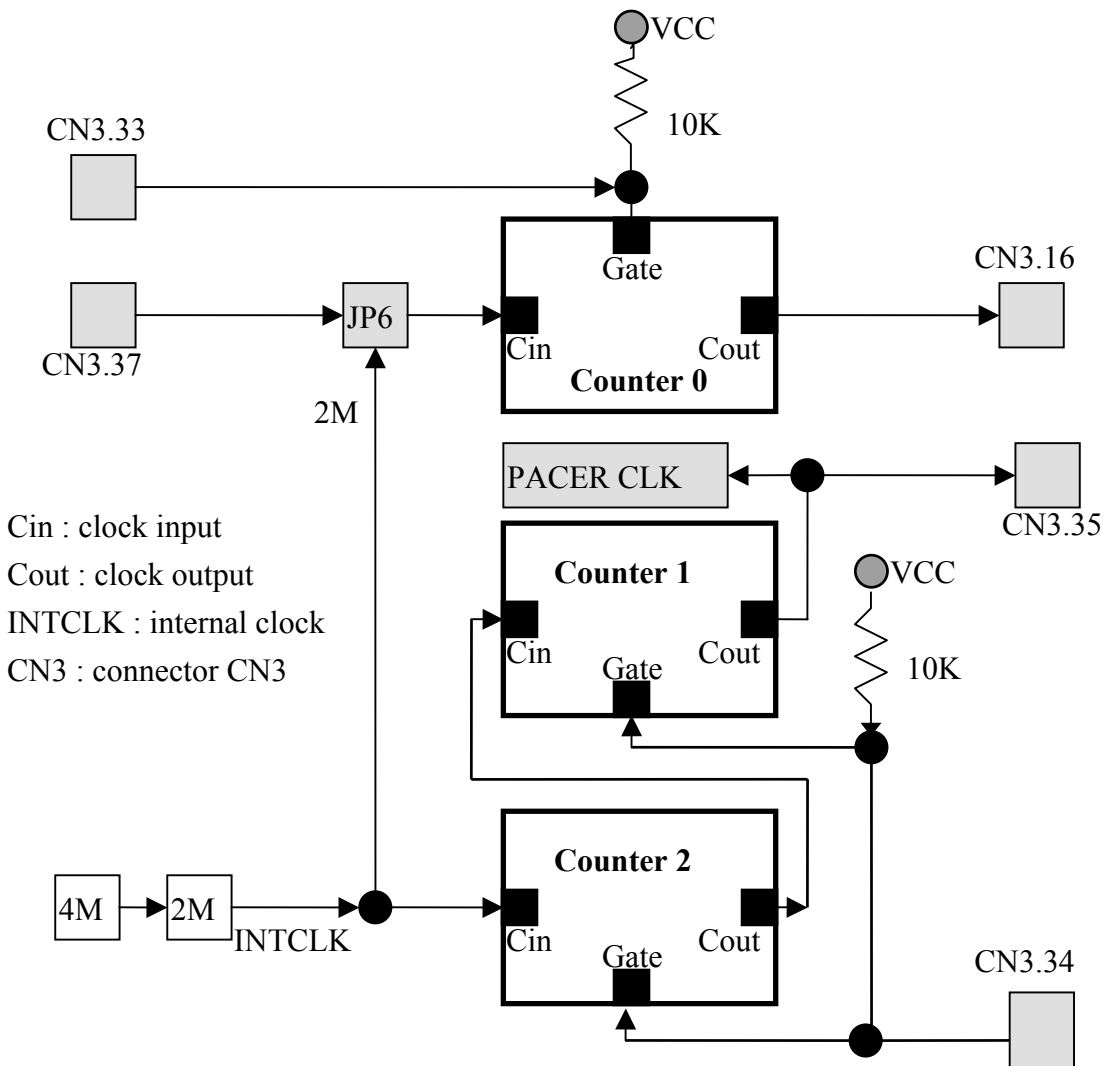 VCC
10K
CN3.33
Gate
CN3.16
JP6
CN3.37
Cin
Cout
Counter 0
2M
PACER CLK
CN3.35
Cin : clock input
Cout : clock output
INTCLK : internal clock
CN3 : connector CN3
Counter 1
VCC
Cin
Cout
Gate
10K
Counter 2
4M
2M
INTCLK
Cin
Cout
Gate
CN3.34